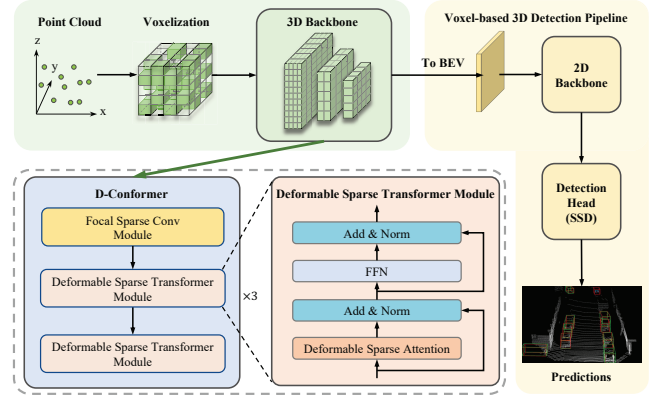 Point Cloud
z
y
x
Voxelization
3D Backbone
To BEV
Voxel-based 3D Detection Pipeline
2D
Backbone
Detection
Head
(SSD)
Predictions
D-Conformer
Focal Sparse Conv
Module
Deformable Sparse Transformer
Module
Deformable Sparse Transformer
Module
×3
Deformable Sparse Transformer Module
Add & Norm
FFN
Add & Norm
Deformable Sparse Attention